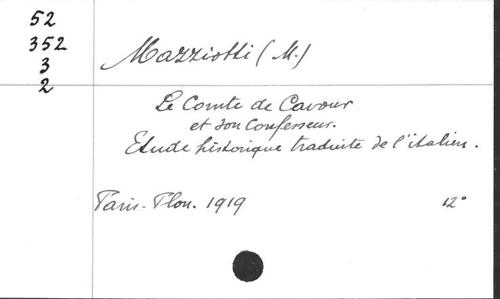 52
352
3
2
Mazziotti (M.)
Le Comte de Cavour
et son Confesseur.
Etude historique traduite de l'italien.
Paris - Plon. 1919 12°